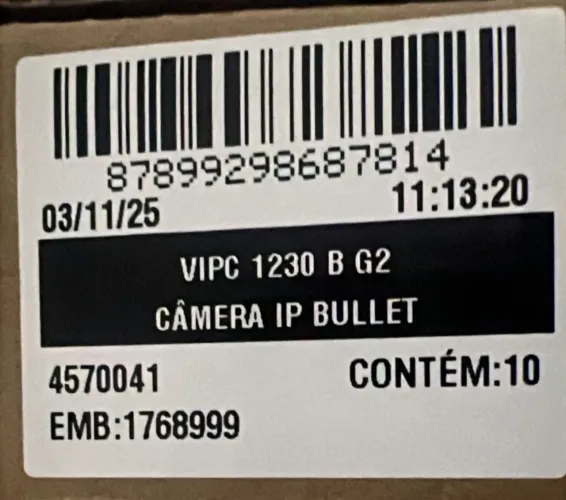 87899298687814
03/11/25 11:13:20
VIPC 1230 B G2
CÂMERA IP BULLET
4570041 CONTÉM:10
EMB:1768999